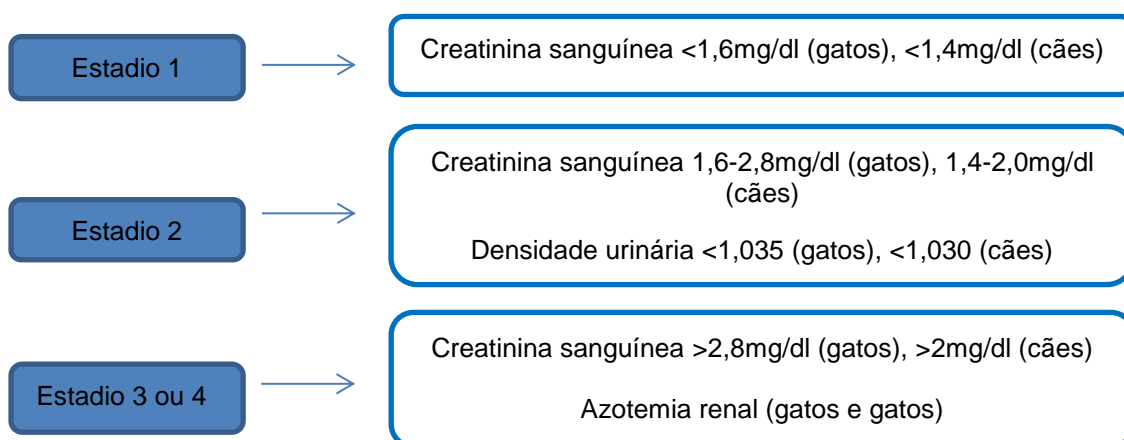 Estadio 1
Creatinina sanguínea <1,6mg/dl (gatos), <1,4mg/dl (cães)
Estadio 2
Creatinina sanguínea 1,6-2,8mg/dl (gatos), 1,4-2,0mg/dl
(cães)
Densidade urinária <1,035 (gatos), <1,030 (cães)
Estadio 3 ou 4
Creatinina sanguínea >2,8mg/dl (gatos), >2mg/dl (cães)
Azotemia renal (gatos e gatos)